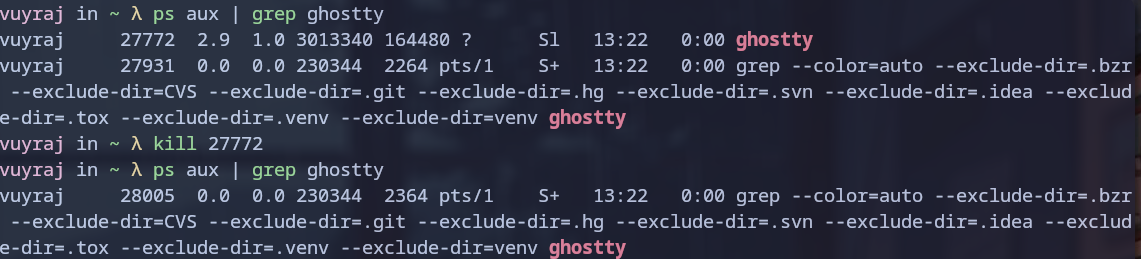 vuyraj in ~ λ ps aux | grep ghostty
vuyraj     27772  2.9  1.0 3013340 164480 ?      Sl   13:22   0:00 ghostty
vuyraj     27931  0.0  0.0 230344  2264 pts/1    S+   13:22   0:00 grep --color=auto --exclude-dir=.bzr
 --exclude-dir=CVS --exclude-dir=.git --exclude-dir=.hg --exclude-dir=.svn --exclude-dir=.idea --exclud
e-dir=.tox --exclude-dir=.venv --exclude-dir=venv ghostty
vuyraj in ~ λ kill 27772
vuyraj in ~ λ ps aux | grep ghostty
vuyraj     28005  0.0  0.0 230344  2364 pts/1    S+   13:22   0:00 grep --color=auto --exclude-dir=.bzr
 --exclude-dir=CVS --exclude-dir=.git --exclude-dir=.hg --exclude-dir=.svn --exclude-dir=.idea --exclud
e-dir=.tox --exclude-dir=.venv --exclude-dir=venv ghostty